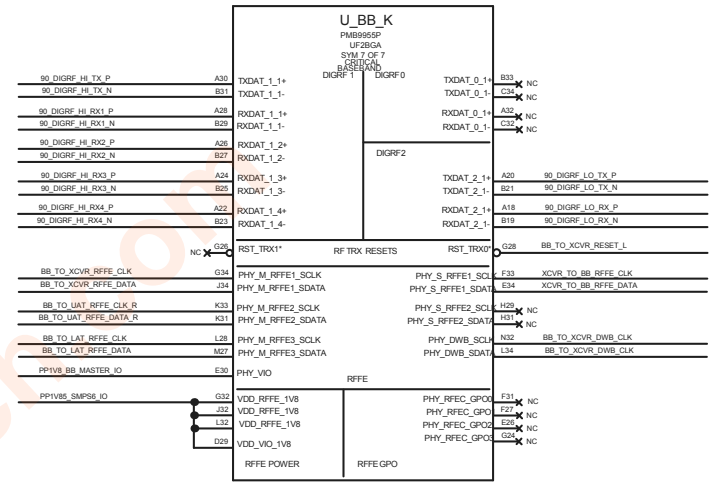 U_BB_K
PMB9955P
UF2BGA
SYM 7 OF 7
CRITICAL
BASEBAND
DIGRF 1 DIGRF0
90_DIGRF_HI_TX_P A30 TXDAT_1_1+ TXDAT_0_1+ B33 NC
90_DIGRF_HI_TX_N B31 TXDAT_1_1- TXDAT_0_1- C34 NC
90_DIGRF_HI_RX1_P A28 RXDAT_1_1+ RXDAT_0_1+ A32 NC
90_DIGRF_HI_RX1_N B29 RXDAT_1_1- RXDAT_0_1- C32 NC
90_DIGRF_HI_RX2_P A26 RXDAT_1_2+
90_DIGRF_HI_RX2_N B27 RXDAT_1_2-
DIGRF2
90_DIGRF_HI_RX3_P A24 RXDAT_1_3+ TXDAT_2_1+ A20 90_DIGRF_LO_TX_P
90_DIGRF_HI_RX3_N B25 RXDAT_1_3- TXDAT_2_1- B21 90_DIGRF_LO_TX_N
90_DIGRF_HI_RX4_P A22 RXDAT_1_4+ RXDAT_2_1+ A18 90_DIGRF_LO_RX_P
90_DIGRF_HI_RX4_N B23 RXDAT_1_4- RXDAT_2_1- B19 90_DIGRF_LO_RX_N
NC G26 RST_TRX1* RF TRX RESETS RST_TRX0* G28 BB_TO_XCVR_RESET_L
BB_TO_XCVR_RFFE_CLK G34 PHY_M_RFFE1_SCLK PHY_S_RFFE1_SCLK F33 XCVR_TO_BB_RFFE_CLK
BB_TO_XCVR_RFFE_DATA J34 PHY_M_RFFE1_SDATA PHY_S_RFFE1_SDATA E34 XCVR_TO_BB_RFFE_DATA
BB_TO_UAT_RFFE_CLK_R K33 PHY_M_RFFE2_SCLK PHY_S_RFFE2_SCLK H29 NC
BB_TO_UAT_RFFE_DATA_R K31 PHY_M_RFFE2_SDATA PHY_S_RFFE2_SDATA H31 NC
BB_TO_LAT_RFFE_CLK L28 PHY_M_RFFE3_SCLK PHY_DWB_SCLK N32 BB_TO_XCVR_DWB_CLK
BB_TO_LAT_RFFE_DATA M27 PHY_M_RFFE3_SDATA PHY_DWB_SDATA L34 BB_TO_XCVR_DWB_CLK
PP1V8_BB_MASTER_IO E30 PHY_VIO
RFFE
PP1V85_SMPS6_IO G32 VDD_RFFE_1V8 PHY_RFEC_GPO0 F31 NC
J32 VDD_RFFE_1V8 PHY_RFEC_GPO1 F27 NC
L32 VDD_RFFE_1V8 PHY_RFEC_GPO2 E26 NC
D29 VDD_VIO_1V8 PHY_RFEC_GPO3 G24 NC
RFFE POWER RFFE GPO